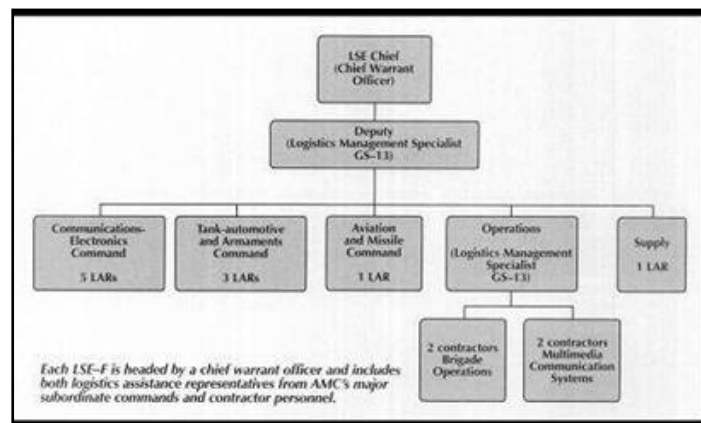 LSE Chief
(Chief Warrant
Officer)
Deputy
(Logistics Management Specialist
GS-13)
Communications-
Electronics
Command
5 LARs
Tank-automotive
and Armaments
Command
3 LARs
Aviation
and Missile
Command
1 LAR
Operations
(Logistics Management
Specialist
GS-13)
Supply
1 LAR
2 contractors
Brigade
Operations
2 contractors
Multimedia
Communication
Systems
Each LSE–F is headed by a chief warrant officer and includes
both logistics assistance representatives from AMC's major
subordinate commands and contractor personnel.